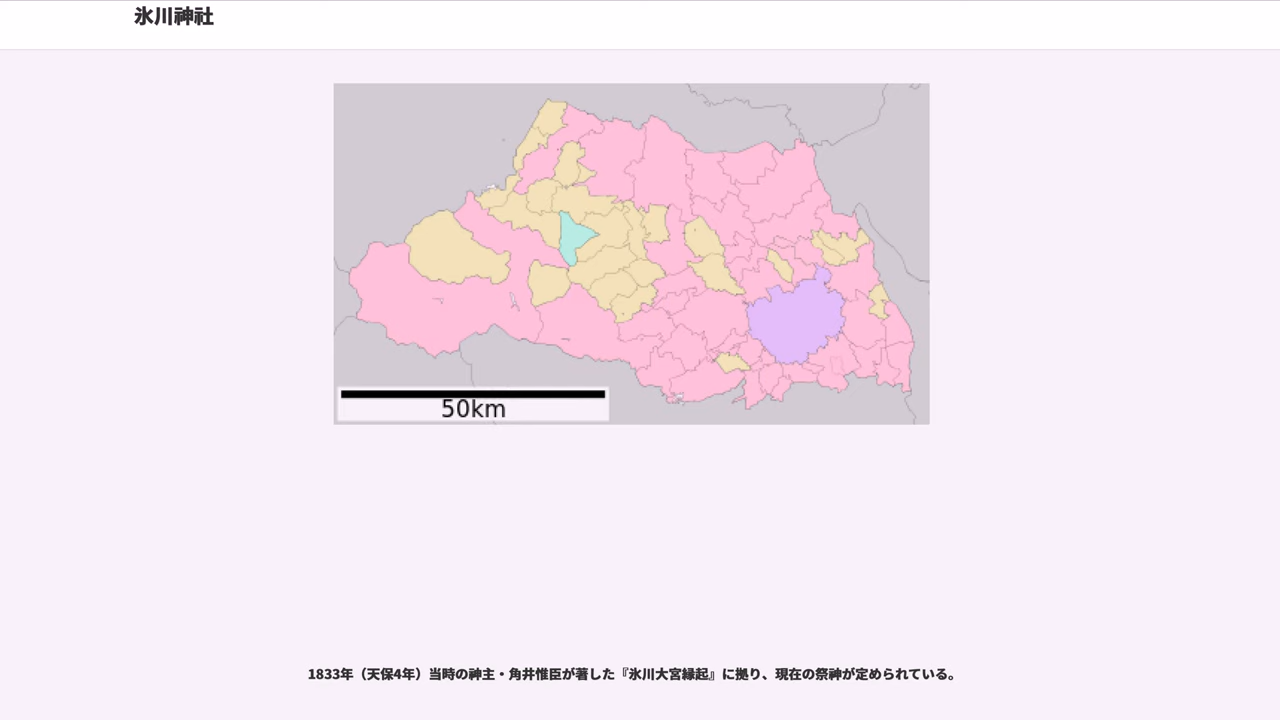 氷川神社
50km
1833年（天保4年）当時の神主・角井惟臣が著した『氷川大宮縁起』に拠り、現在の祭神が定められている。